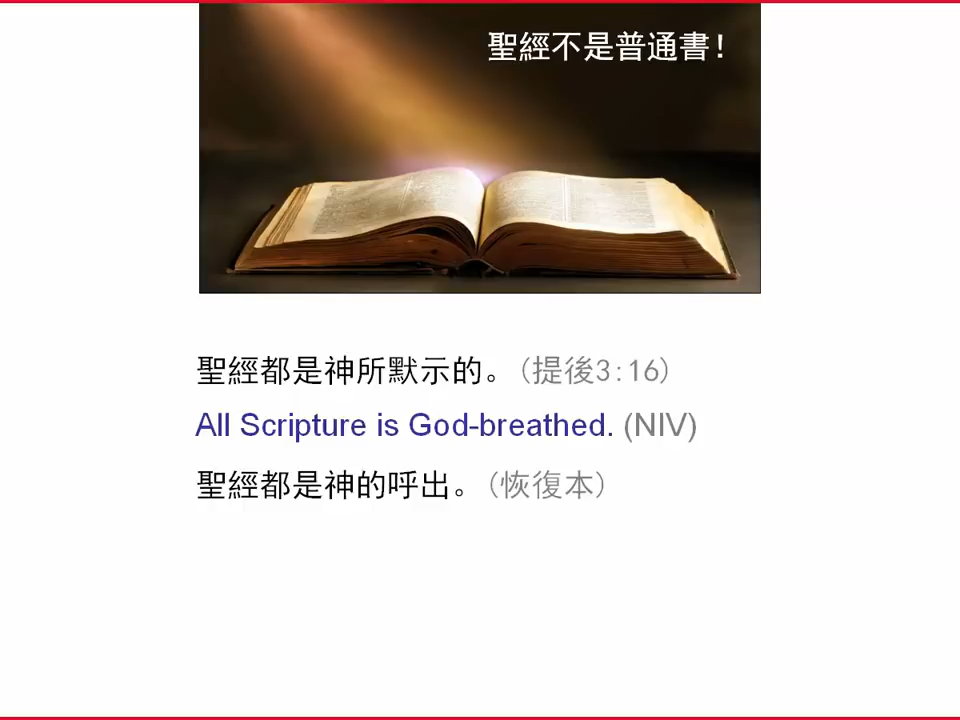 聖經不是普通書！
聖經都是神所默示的。(提後3:16)
All Scripture is God-breathed. (NIV)
聖經都是神的呼出。(恢復本)